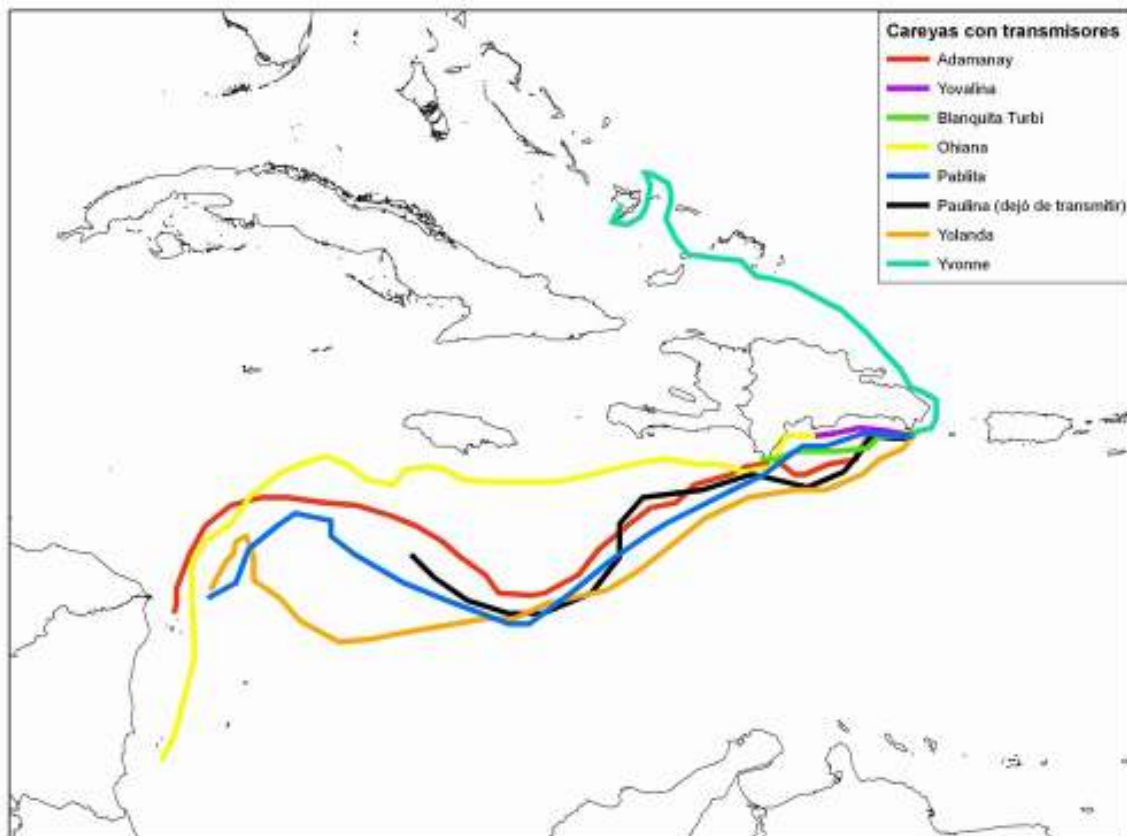 Careyas con transmisores
Adamanay
Yovalina
Blanquita Turbi
Ohiana
Pablita
Paulina (dejó de transmitir)
Yolanda
Yvonne